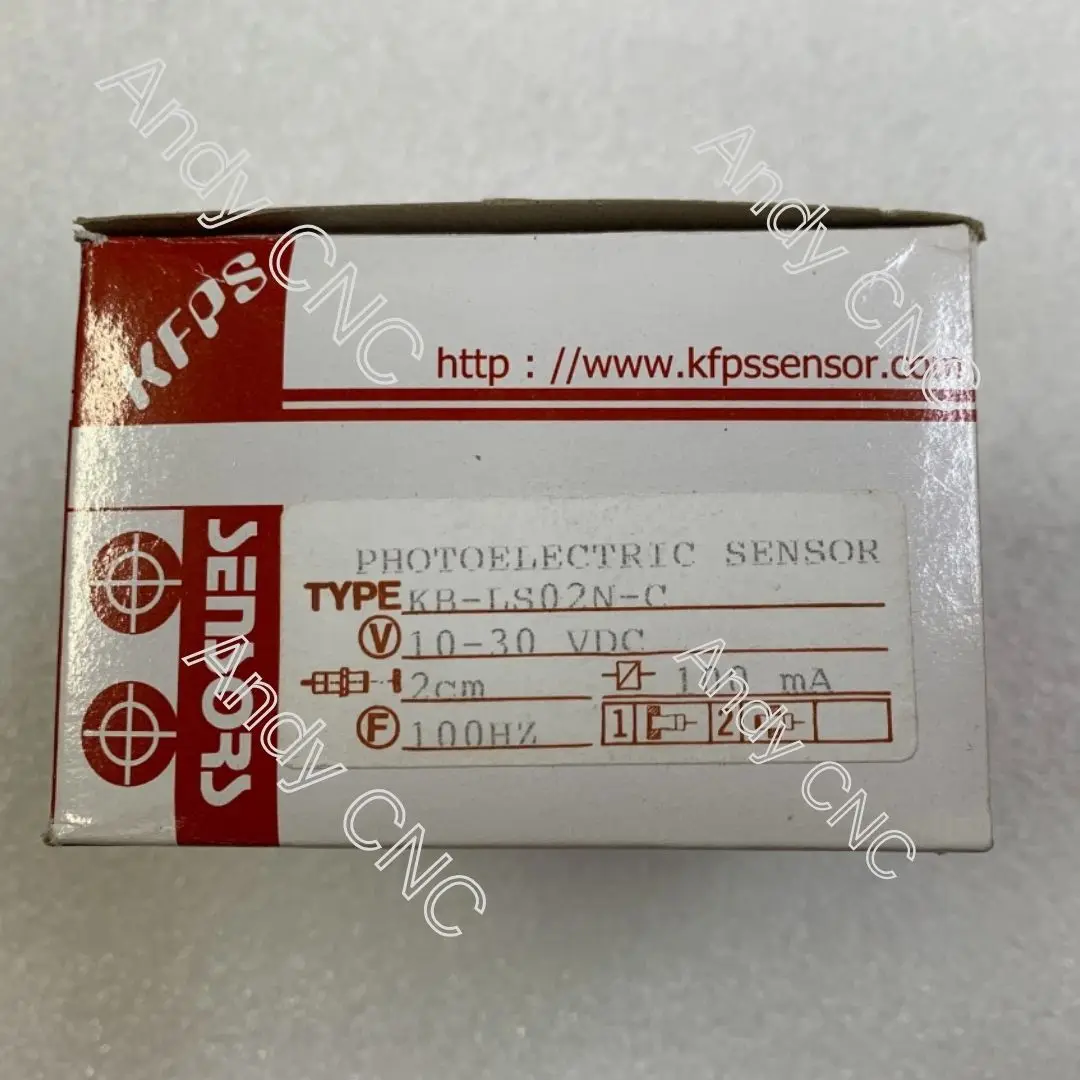 Andy CNC
Andy CNC
KFPS
http : //www.kfpssensor.com
SENSORS
PHOTOELECTRIC SENSOR
TYPE KB-LS02N-C
V 10-30 VDC
2cm 100 mA
F 100HZ 1 2
Andy CNC
Andy CNC